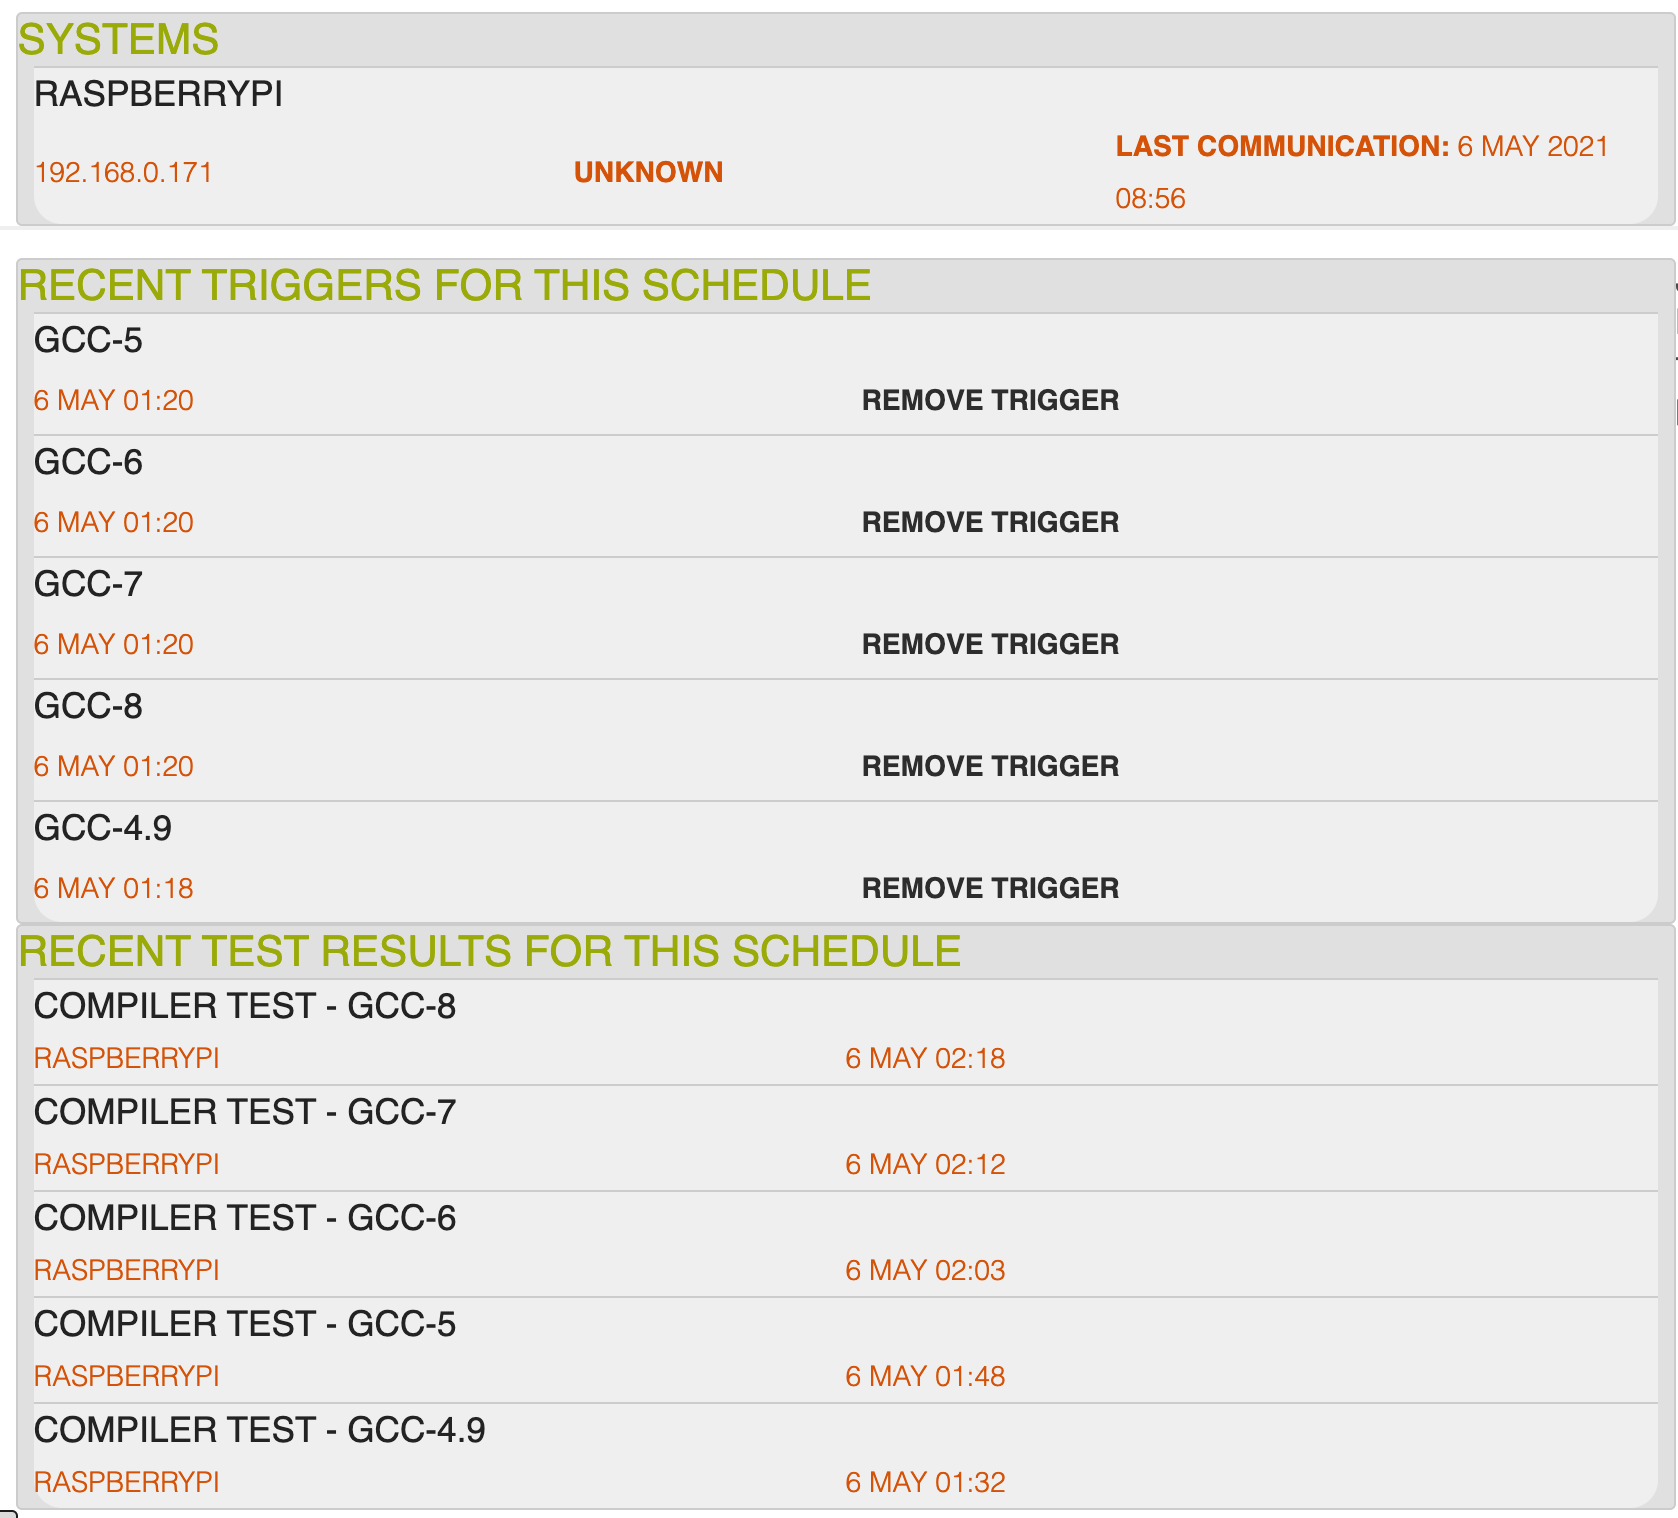 SYSTEMS
RASPBERRYPI
192.168.0.171 UNKNOWN LAST COMMUNICATION: 6 MAY 2021
08:56
RECENT TRIGGERS FOR THIS SCHEDULE
GCC-5
6 MAY 01:20 REMOVE TRIGGER
GCC-6
6 MAY 01:20 REMOVE TRIGGER
GCC-7
6 MAY 01:20 REMOVE TRIGGER
GCC-8
6 MAY 01:20 REMOVE TRIGGER
GCC-4.9
6 MAY 01:18 REMOVE TRIGGER
RECENT TEST RESULTS FOR THIS SCHEDULE
COMPILER TEST - GCC-8
RASPBERRYPI 6 MAY 02:18
COMPILER TEST - GCC-7
RASPBERRYPI 6 MAY 02:12
COMPILER TEST - GCC-6
RASPBERRYPI 6 MAY 02:03
COMPILER TEST - GCC-5
RASPBERRYPI 6 MAY 01:48
COMPILER TEST - GCC-4.9
RASPBERRYPI 6 MAY 01:32